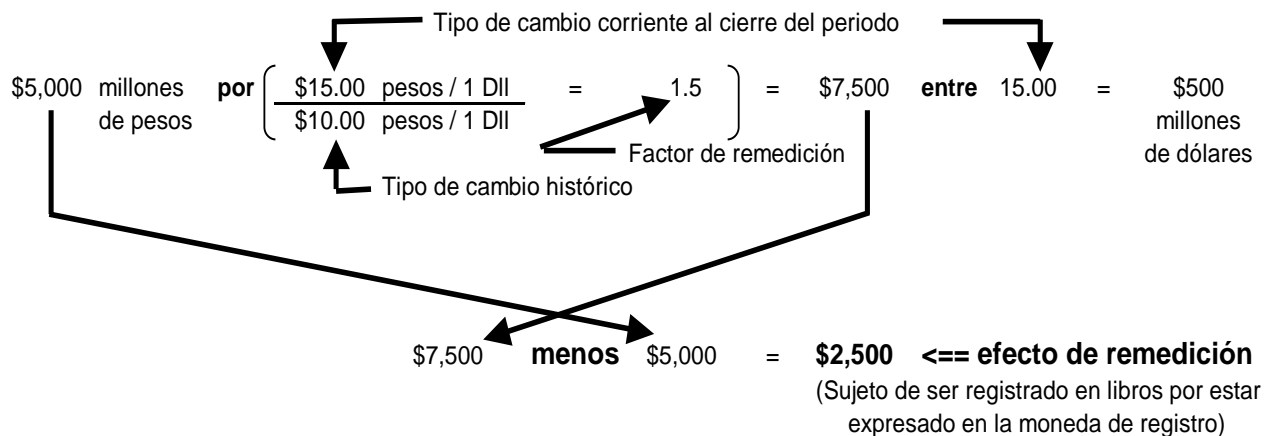 Tipo de cambio corriente al cierre del periodo
$5,000 millones por $15.00 pesos / 1 Dll = 1.5 = $7,500 entre 15.00 = $500
de pesos $10.00 pesos / 1 Dll millones
Factor de remedición de dólares
Tipo de cambio histórico
$7,500 menos $5,000 = $2,500 <== efecto de remedición
(Sujeto de ser registrado en libros por estar
expresado en la moneda de registro)